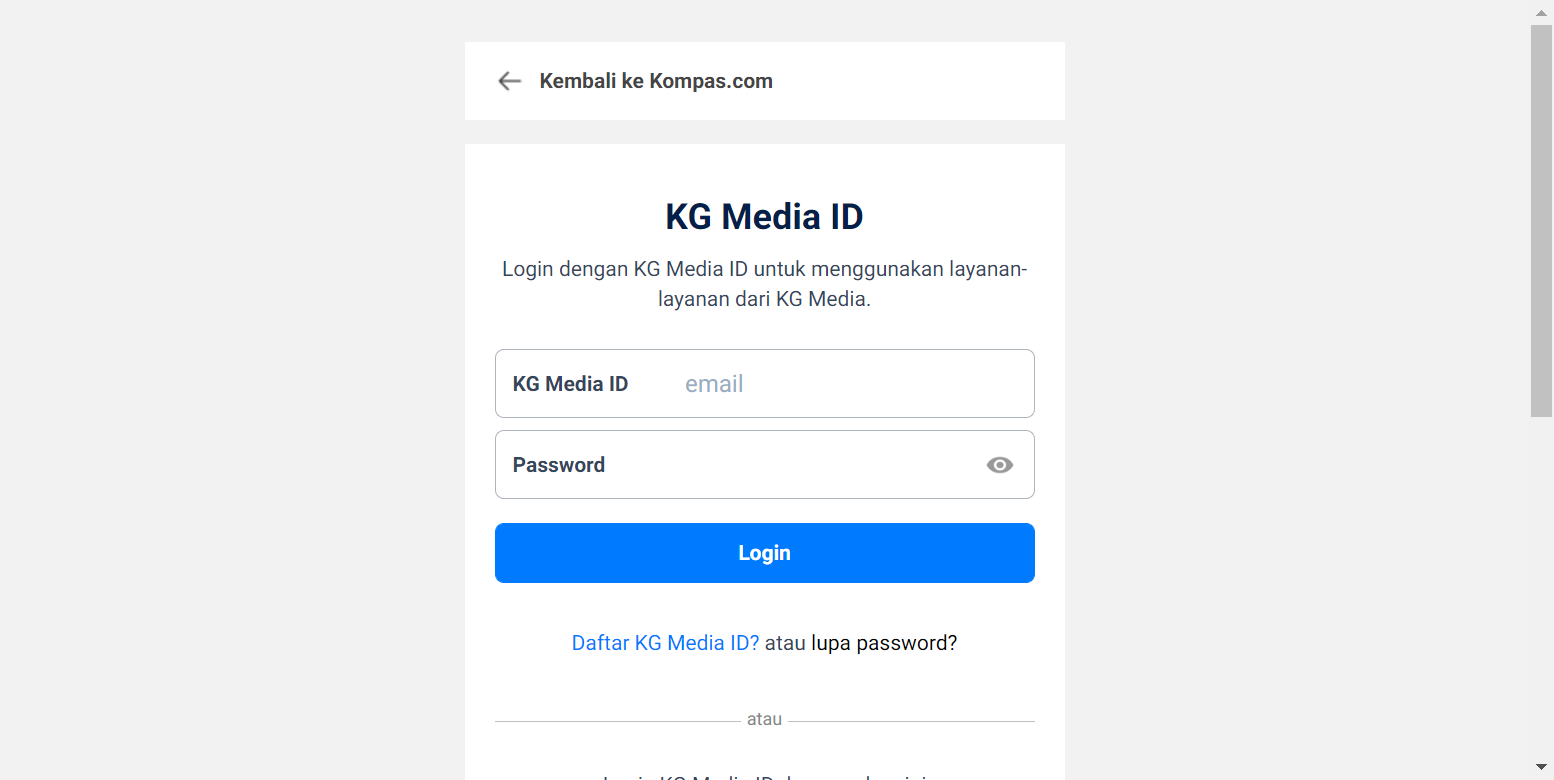 Kembali ke Kompas.com
KG Media ID
Login dengan KG Media ID untuk menggunakan layanan-
layanan dari KG Media.
KG Media ID email
Password
Login
Daftar KG Media ID? atau lupa password?
atau